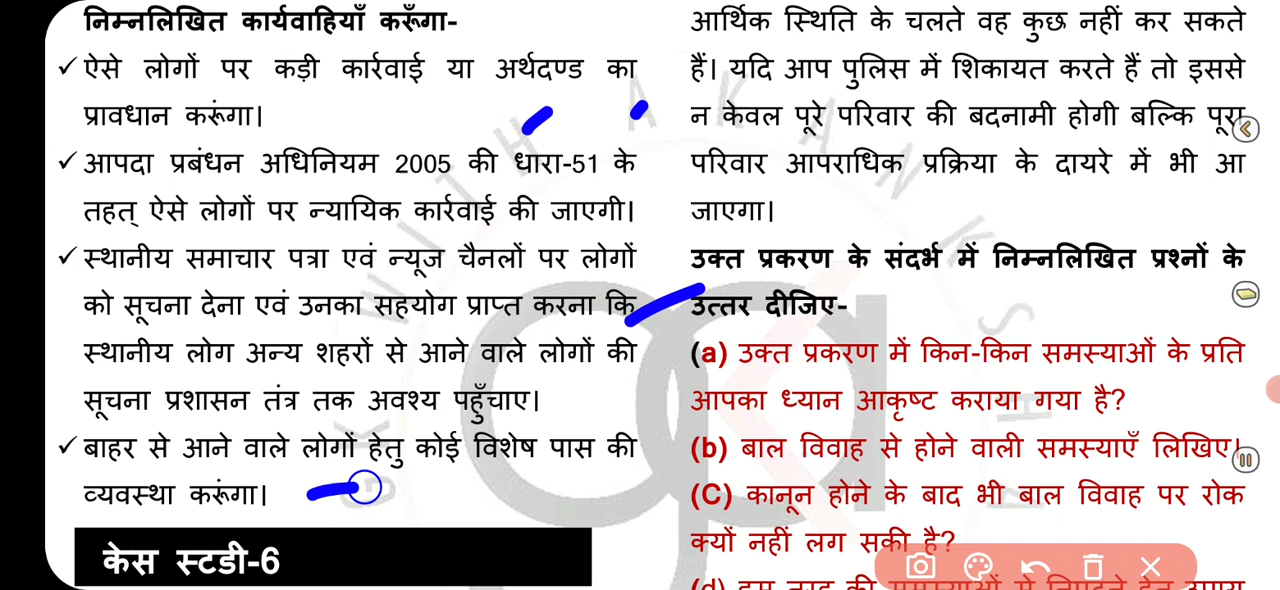 निम्नलिखित कार्यवाहियाँ करूँगा-
✓ ऐसे लोगों पर कड़ी कार्रवाई या अर्थदण्ड का
प्रावधान करूंगा।
✓ आपदा प्रबंधन अधिनियम 2005 की धारा-51 के
तहत् ऐसे लोगों पर न्यायिक कार्रवाई की जाएगी।
✓ स्थानीय समाचार पत्रा एवं न्यूज चैनलों पर लोगों
को सूचना देना एवं उनका सहयोग प्राप्त करना कि
स्थानीय लोग अन्य शहरों से आने वाले लोगों की
सूचना प्रशासन तंत्र तक अवश्य पहुँचाए।
✓ बाहर से आने वाले लोगों हेतु कोई विशेष पास की
व्यवस्था करूंगा।
केस स्टडी-6
आर्थिक स्थिति के चलते वह कुछ नहीं कर सकते
हैं। यदि आप पुलिस में शिकायत करते हैं तो इससे
न केवल पूरे परिवार की बदनामी होगी बल्कि पूरा
परिवार आपराधिक प्रक्रिया के दायरे में भी आ
जाएगा।
उक्त प्रकरण के संदर्भ में निम्नलिखित प्रश्नों के
उत्तर दीजिए-
(a) उक्त प्रकरण में किन-किन समस्याओं के प्रति
आपका ध्यान आकृष्ट कराया गया है?
(b) बाल विवाह से होने वाली समस्याएँ लिखिए।
(C) कानून होने के बाद भी बाल विवाह पर रोक
क्यों नहीं लग सकी है?
(d) इस तरह की